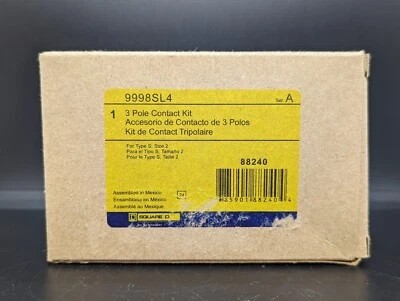 9998SL4
Ser. A
1 3 Pole Contact Kit
Accesorio de Contacto de 3 Polos
Kit de Contact Tripolaire
For Type S, Size 2
Para el Tipo S, Tamano 2
Pour le Type S, Taille 2
88240
Assembled in Mexico
Ensamblado en México
Assemblé au Mexique
SQUARE D